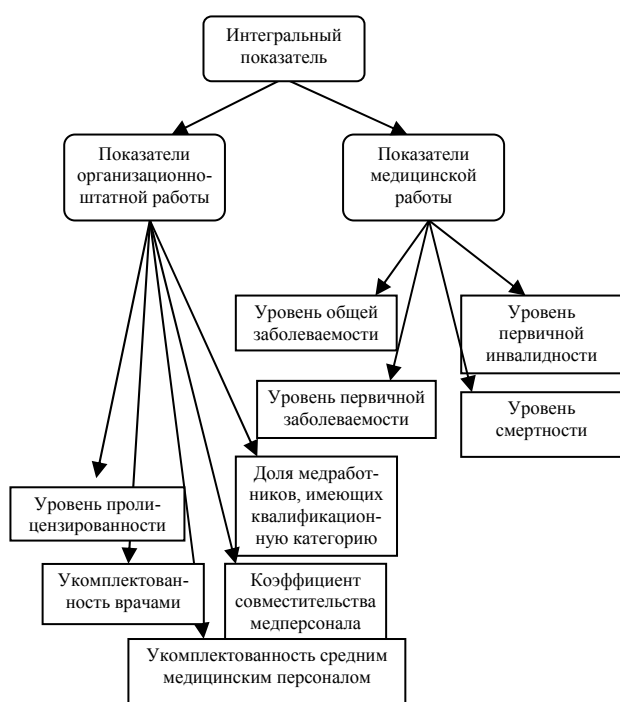 Интегральный
показатель
Показатели
организационно-
штатной работы
Показатели
медицинской
работы
Уровень общей
заболеваемости
Уровень
первичной
инвалидности
Уровень первичной
заболеваемости
Уровень
смертности
Доля медработ-
ников, имеющих
квалификацион-
ную категорию
Уровень проли-
цензированности
Укомплектован-
ность врачами
Коэффициент
совместительства
медперсонала
Укомплектованность средним
медицинским персоналом